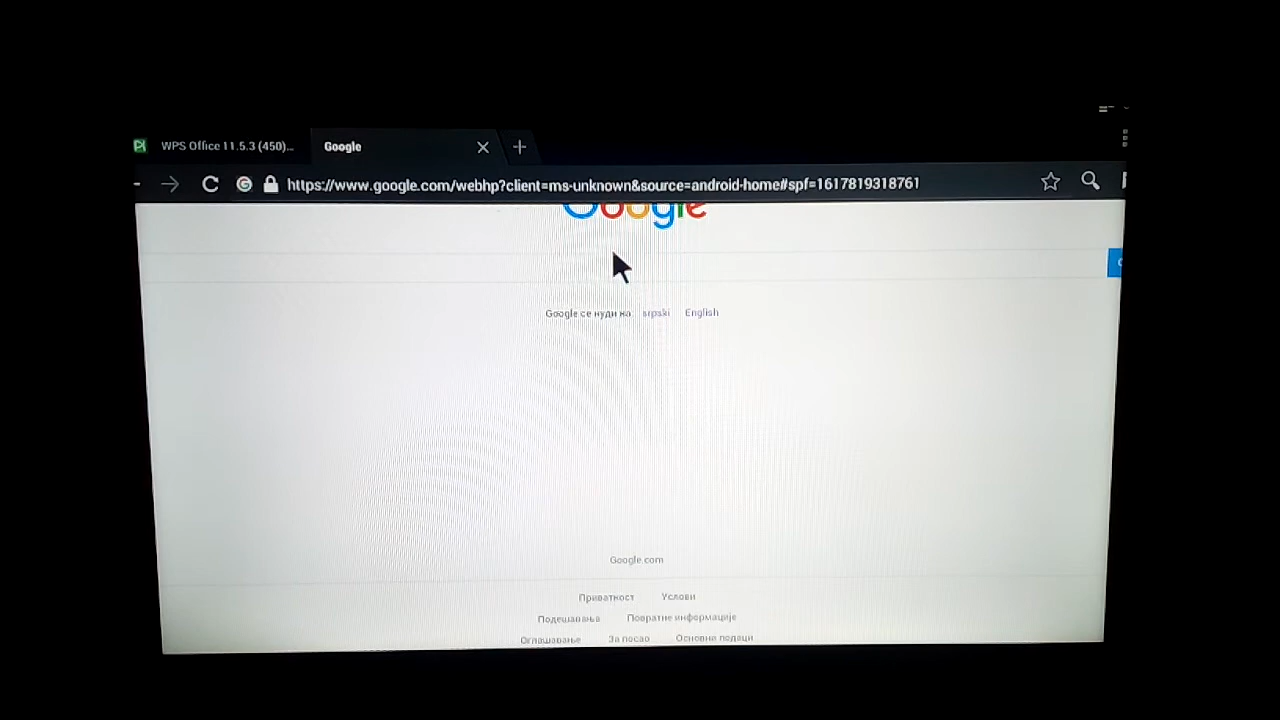 WPS Office 11.5.3 (450)... Google
https://www.google.com/webhp?client=ms-unknown&source=android-home#spf=1617819318761
Google
Google се нуди на: srpski English
Google.com
Приватност Услови
Подешавања Повратне информације
Оглашавање За посао Основни подаци